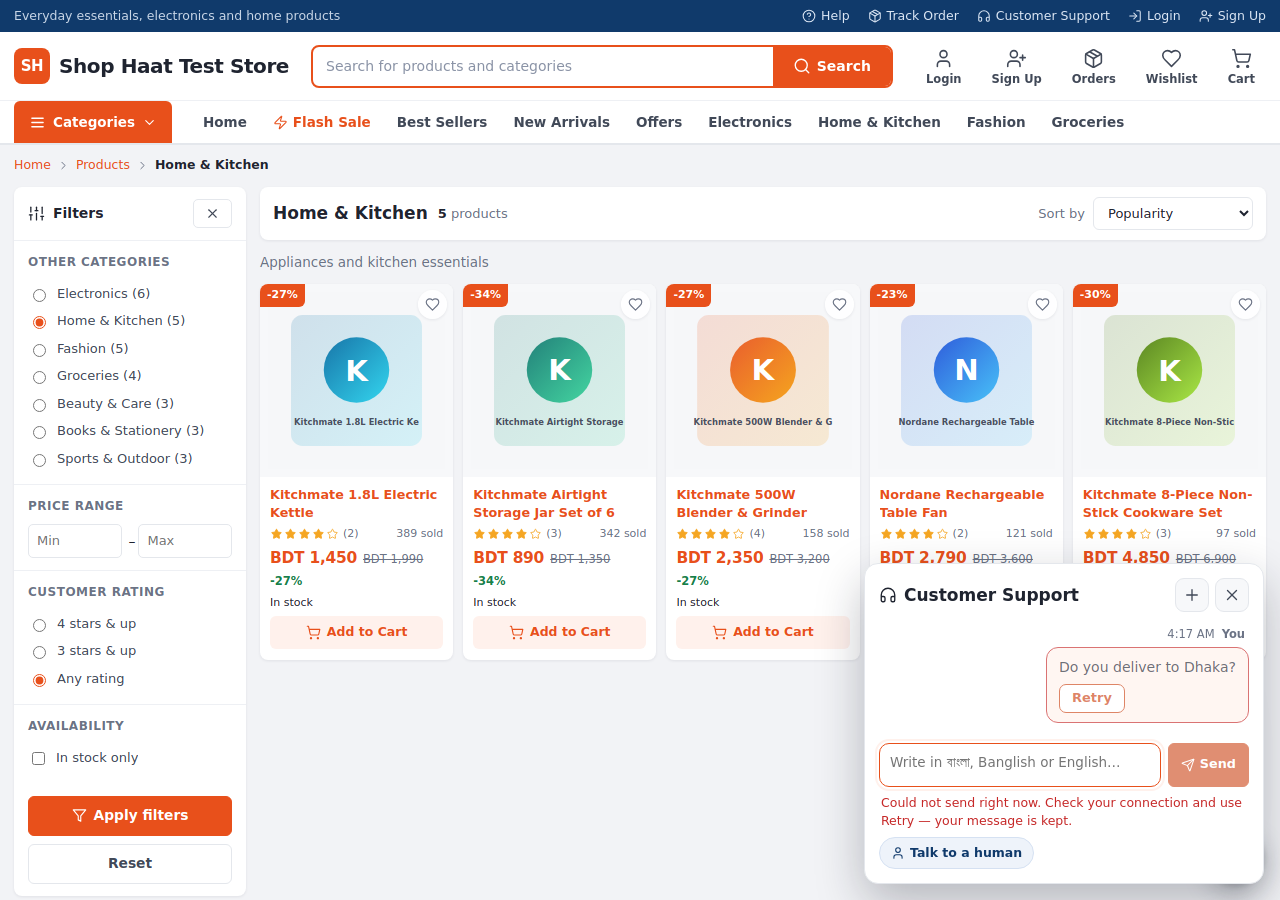 Everyday essentials, electronics and home products
Help Track Order Customer Support Login Sign Up
SH Shop Haat Test Store
Search for products and categories Search
Login Sign Up Orders Wishlist Cart
Categories Home Flash Sale Best Sellers New Arrivals Offers Electronics Home & Kitchen Fashion Groceries
Home Products Home & Kitchen
Filters
OTHER CATEGORIES
Electronics (6)
Home & Kitchen (5)
Fashion (5)
Groceries (4)
Beauty & Care (3)
Books & Stationery (3)
Sports & Outdoor (3)
PRICE RANGE
Min – Max
CUSTOMER RATING
4 stars & up
3 stars & up
Any rating
AVAILABILITY
In stock only
Apply filters
Reset
Home & Kitchen 5 products
Sort by Popularity
Appliances and kitchen essentials
-27%
K
Kitchmate 1.8L Electric Ke
Kitchmate 1.8L Electric
Kettle
(2) 389 sold
BDT 1,450 BDT 1,990
-27%
In stock
Add to Cart
-34%
K
Kitchmate Airtight Storage
Kitchmate Airtight
Storage Jar Set of 6
(3) 342 sold
BDT 890 BDT 1,350
-34%
In stock
Add to Cart
-27%
K
Kitchmate 500W Blender & G
Kitchmate 500W
Blender & Grinder
(4) 158 sold
BDT 2,350 BDT 3,200
-27%
In stock
Add to Cart
-23%
N
Nordane Rechargeable Table
Nordane Rechargeable
Table Fan
(2) 121 sold
BDT 2,790 BDT 3,600
-30%
K
Kitchmate 8-Piece Non-Stic
Kitchmate 8-Piece Non-
Stick Cookware Set
(3) 97 sold
BDT 4,850 BDT 6,900
Customer Support
4:17 AM You
Do you deliver to Dhaka?
Retry
Write in বাংলা, Banglish or English...
Send
Could not send right now. Check your connection and use
Retry — your message is kept.
Talk to a human